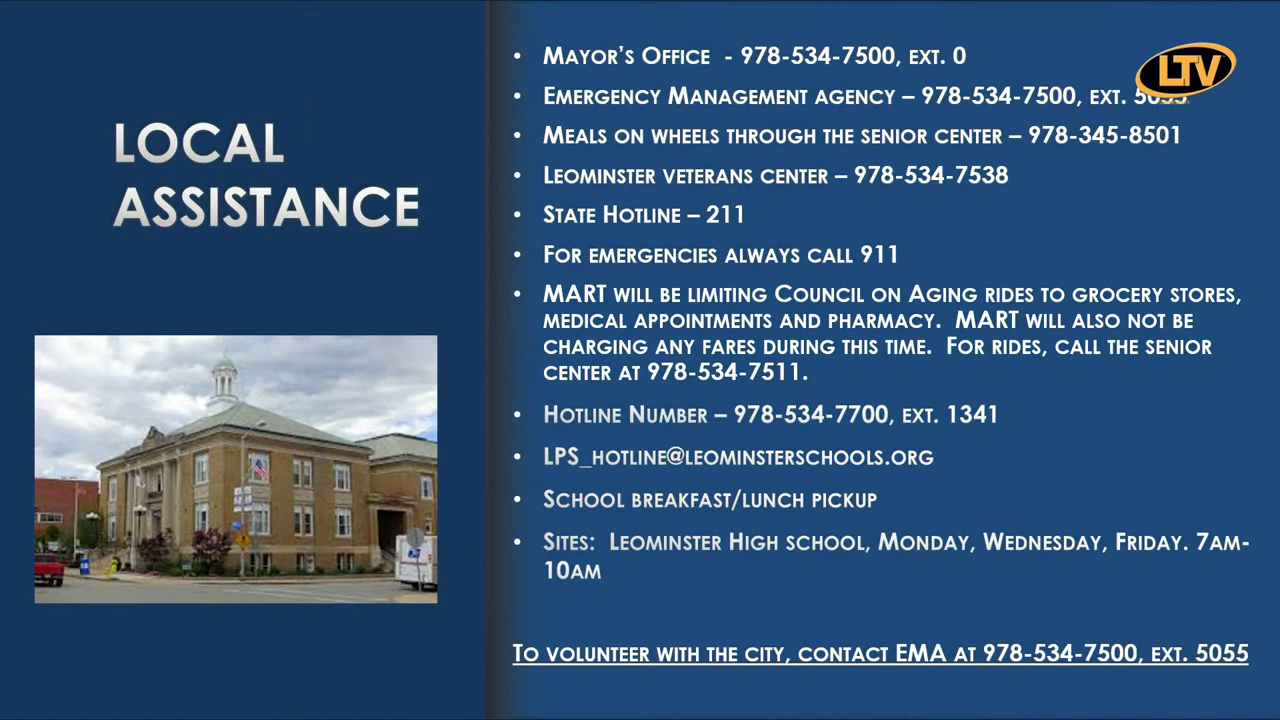 LOCAL
ASSISTANCE
• Mayor's Office - 978-534-7500, ext. 0
• Emergency Management agency – 978-534-7500, ext.
LTV
• Meals on wheels through the senior center – 978-345-8501
• Leominster veterans center – 978-534-7538
• State Hotline – 211
• For emergencies always call 911
• MART will be limiting Council on Aging rides to grocery stores,
medical appointments and pharmacy. MART will also not be
charging any fares during this time. For rides, call the senior
center at 978-534-7511.
• Hotline Number – 978-534-7700, ext. 1341
• LPS_hotline@leominsterschools.org
• School breakfast/lunch pickup
• Sites: Leominster High school, Monday, Wednesday, Friday. 7am-
10am
To volunteer with the city, contact EMA at 978-534-7500, ext. 5055